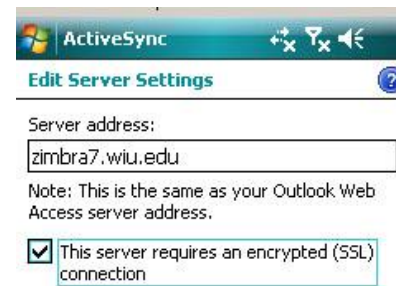 ActiveSync
Edit Server Settings
?
Server address:
zimbra7.wiu.edu
Note: This is the same as your Outlook Web
Access server address.
This server requires an encrypted (SSL)
connection